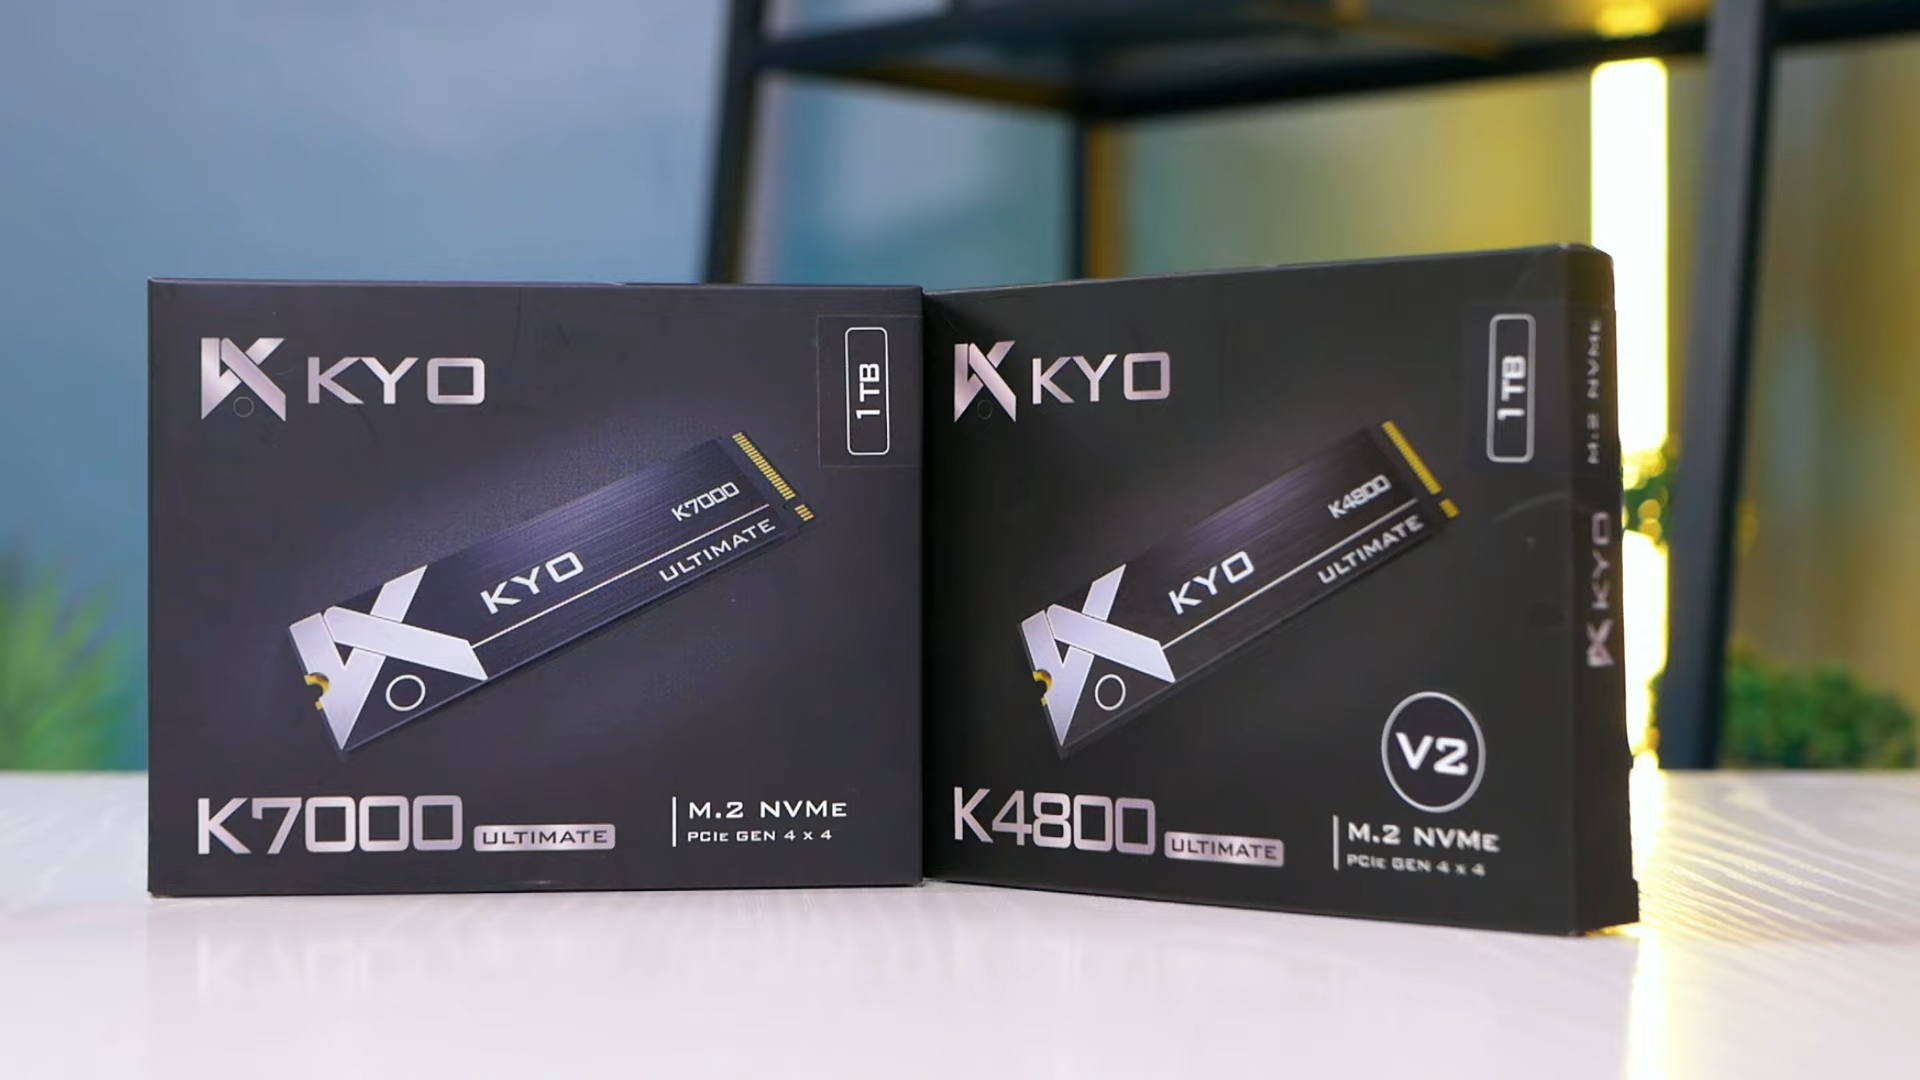 KYO
1TB
K7000
KYO
ULTIMATE
K7000 ULTIMATE
M.2 NVMe
PCIe GEN 4 x 4
KYO
1TB
K4800
KYO
ULTIMATE
V2
K4800 ULTIMATE
M.2 NVMe
PCIe GEN 4 x 4
M.2 NVMe
KYO